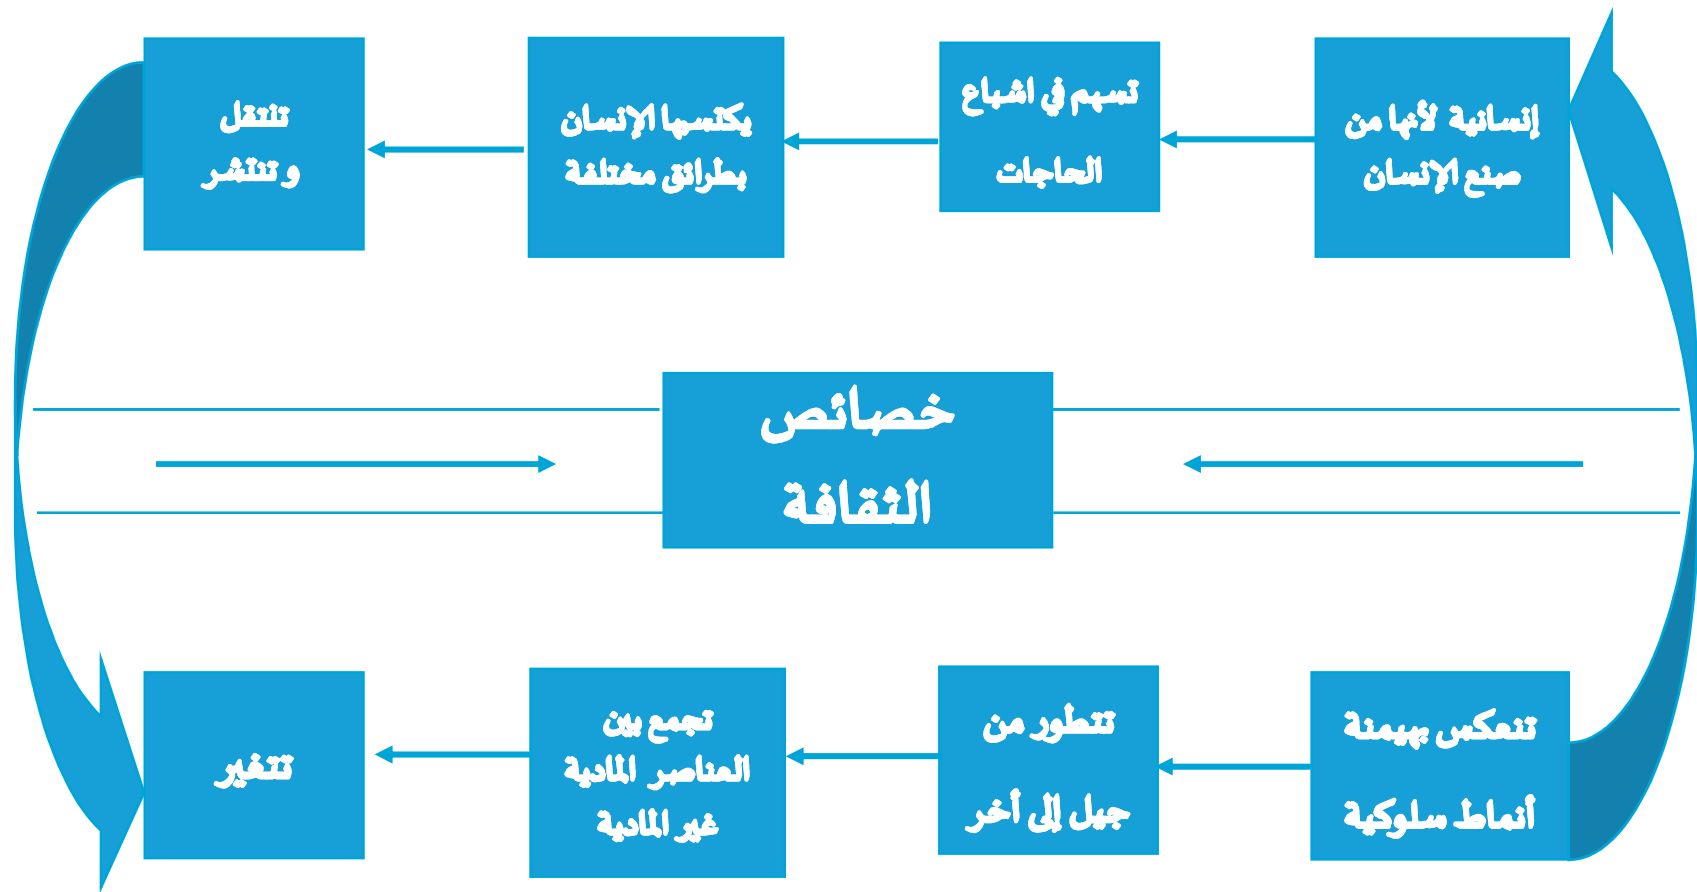 إنسانية لأنها من
صنع الإنسان
تسهم في اشباع
الحاجات
يكتسبها الإنسان
بطرائق مختلفة
تنتقل
و تنتشر
خصائص
الثقافة
تنعكس بهيمنة
أنماط سلوكية
تتطور من
جيل إلى أخر
تجمع بين
العناصر المادية
غير المادية
تتغير